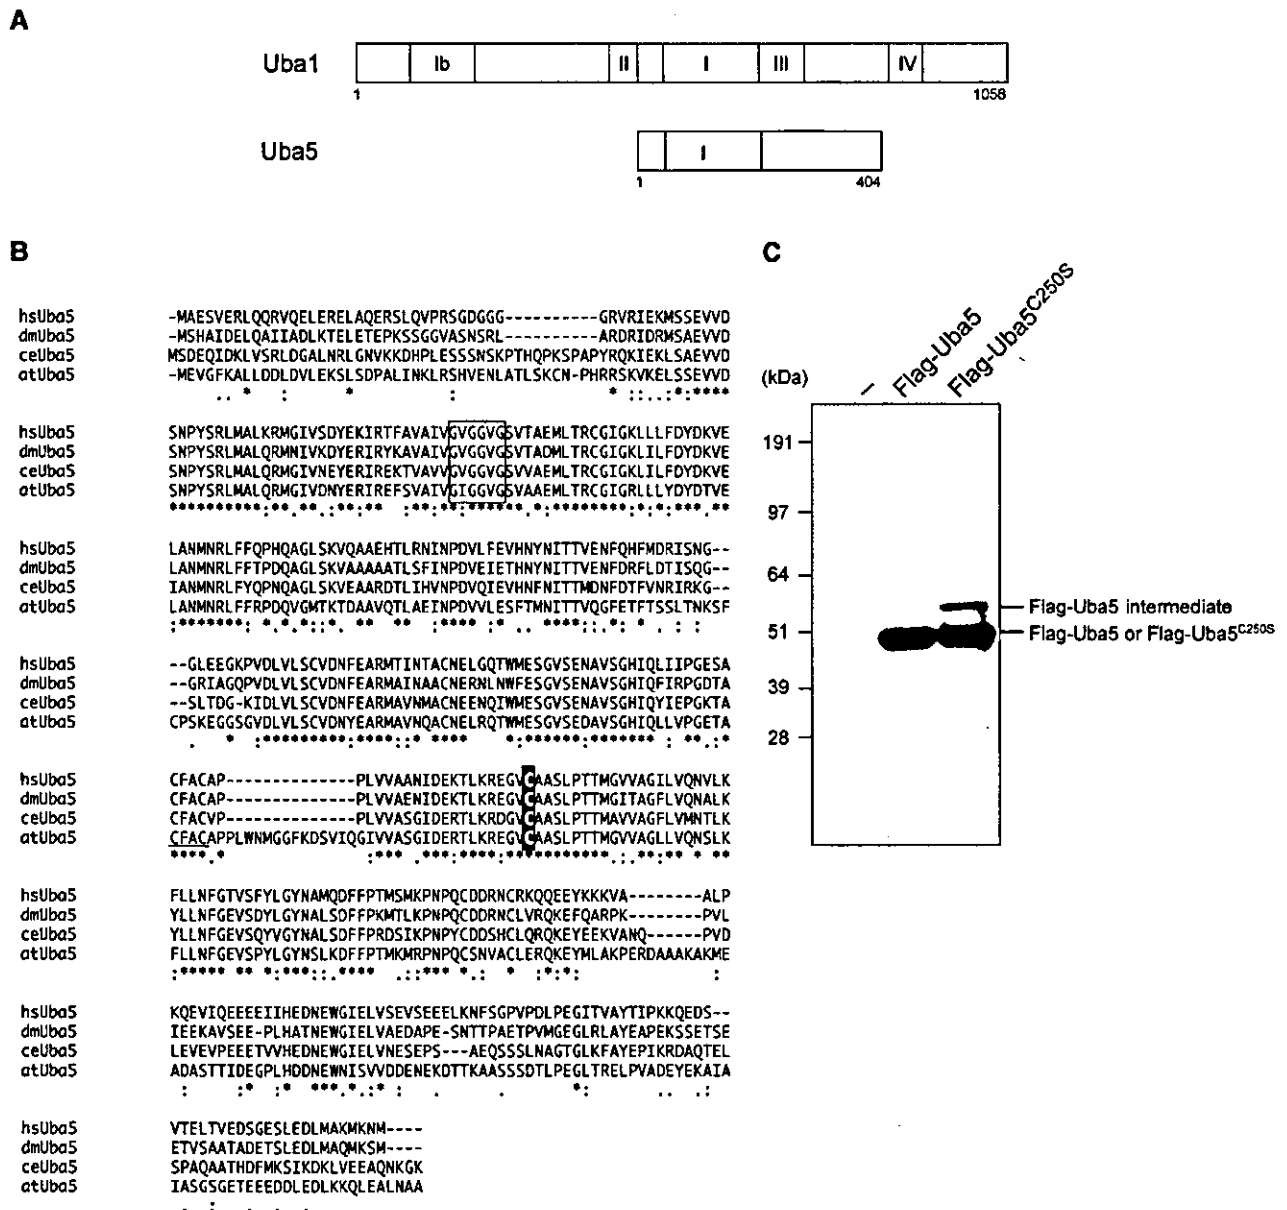 A
Uba1
Ib II I III IV
1 1058
Uba5
I
1 404
B
hsUba5 -MAESVERLQQRVQELERELAQERSLQVPRSGDGGG----------GRVRIEKMSSEVVD
dmUba5 -MSHAIDELQAIIADLKTELETEPKSSGGVASNSRL----------ARDRIDRMSAEVVD
ceUba5 MSDEQIDKLVSRLDGALNRLGNVKKDHPLESSSNSKPTHQPKSPAPYRQKIEKLSAEVVD
atUba5 -MEVGFKALLDDLDVLEKSLSDPALINKLRSHVENLATLSKCN-PHRRSKVKELSSEVVD
hsUba5 SNPYSRLMALKRMGIVSDYEKIRTFAVAIVGVGGVGSVTAEMLTRCGIGKLLLFDYDKVE
dmUba5 SNPYSRLMALQRMNIVKDYERIRYKAVAIVGVGGVGSVTADMLTRCGIGKLILFDYDKVE
ceUba5 SNPYSRLMALQRMGIVNEYERIREKTVAVVGVGGVGSVVAEMLTRCGIGKLILFDYDKVE
atUba5 SNPYSRLMALQRMGIVDNYERIREFSVAIVGIGGVGSVAAEMLTRCGIGRLLLYDYDTVE
hsUba5 LANMNRLFFQPHQAGLSKVQAAEHTLRNINPDVLFEVHNYNITTVENFQHFMDRISNG--
dmUba5 LANMNRLFFTPDQAGLSKVAAAAATLSFINPDVEIETHNYNITTVENFDRFLDTISQG--
ceUba5 IANMNRLFYQPNQAGLSKVEAARDTLIHVNPDVQIEVHNFNITTMDNFDTFVNRIRKG--
atUba5 LANMNRLFFRPDQVGMTKTDAAVQTLAEINPDVVLESFTMNITTVQGFETFTSSLTNKSF
hsUba5 --GLEEGKPVDLVLSCVDNFEARMTINTACNELGQTWMESGVSENAVSGHIQLIIPGESA
dmUba5 --GRIAGQPVDLVLSCVDNFEARMAINAACNERNLNWFESGVSENAVSGHIQFIRPGDTA
ceUba5 --SLTDG-KIDLVLSCVDNFEARMAVNMACNEENQIWMESGVSENAVSGHIQYIEPGKTA
atUba5 CPSKEGGSGVDLVLSCVDNYEARMAVNQACNELRQTWMESGVSEDAVSGHIQLLVPGETA
hsUba5 CFACAP------------PLVVAANIDEKTLKREGVCAASLPTTMGVVAGILVQNVLK
dmUba5 CFACAP------------PLVVAENIDEKTLKREGVCAASLPTTMGITAGFLVQNALK
ceUba5 CFACVP------------PLVVASGIDERTLKRDGVCAASLPTTMAVVAGFLVMNTLK
atUba5 CFACAPPLWNMGGFKDSVIQGIVVASGIDERTLKREGVCAASLPTTMGVVAGLLVQNSLK
hsUba5 FLLNFGTVSFYLGYNAMQDFFPTMSMKPNPQCDDRNCRKQQEEYKKKVA--------ALP
dmUba5 YLLNFGEVSDYLGYNALSDFFPKMTLKPNPQCDDRNCLVRQKEFQARPK--------PVL
ceUba5 YLLNFGEVSQYVGYNALSDFFPRDSIKPNPYCDDSHCLQRQKEYEEKVANQ------PVD
atUba5 FLLNFGEVSPYLGYNSLKDFFPTMKMRPNPQCSNVACLERQKEYMLAKPERDAAAKAKME
hsUba5 KQEVIQEEEEIIHEDNEWGIELVSEVSEEELKNFSGPVPDLPEGITVAYTIPKKQEDS--
dmUba5 IEEKAVSEE-PLHATNEWGIELVAEDAPE-SNTTPAETPVMGEGLRLAYEAPEKSSETSE
ceUba5 LEVEVPEEETVVHEDNEWGIELVNESEPS---AEQSSSLNAGTGLKFAYEPIKRDAQTEL
atUba5 ADASTTIDEGPLHDDNEWNISVVDDENEKDTTKAASSSDTLPEGLTRELPVADEYEKAIA
hsUba5 VTELTVEDSGESLEDLMAKMKNM----
dmUba5 ETVSAATADETSLEDLMAQMKSM----
ceUba5 SPAQAATHDFMKSIKDKLVEEAQNKGK
atUba5 IASGSGETEEEDDLEDLKKQLEALNAA
C
(kDa) – Flag-Uba5 Flag-Uba5C250S
191
97
64
51
39
28
Flag-Uba5 intermediate
Flag-Uba5 or Flag-Uba5C250S